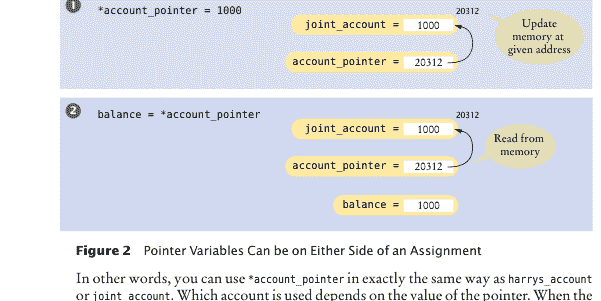 1
*account_pointer = 1000
20312
joint_account = 1000
Update
memory at
given address
account_pointer = 20312
2
balance = *account_pointer
20312
joint_account = 1000
Read from
memory
account_pointer = 20312
balance = 1000
Figure 2 Pointer Variables Can be on Either Side of an Assignment
In other words, you can use *account_pointer in exactly the same way as harrys_account
or joint_account. Which account is used depends on the value of the pointer. When the